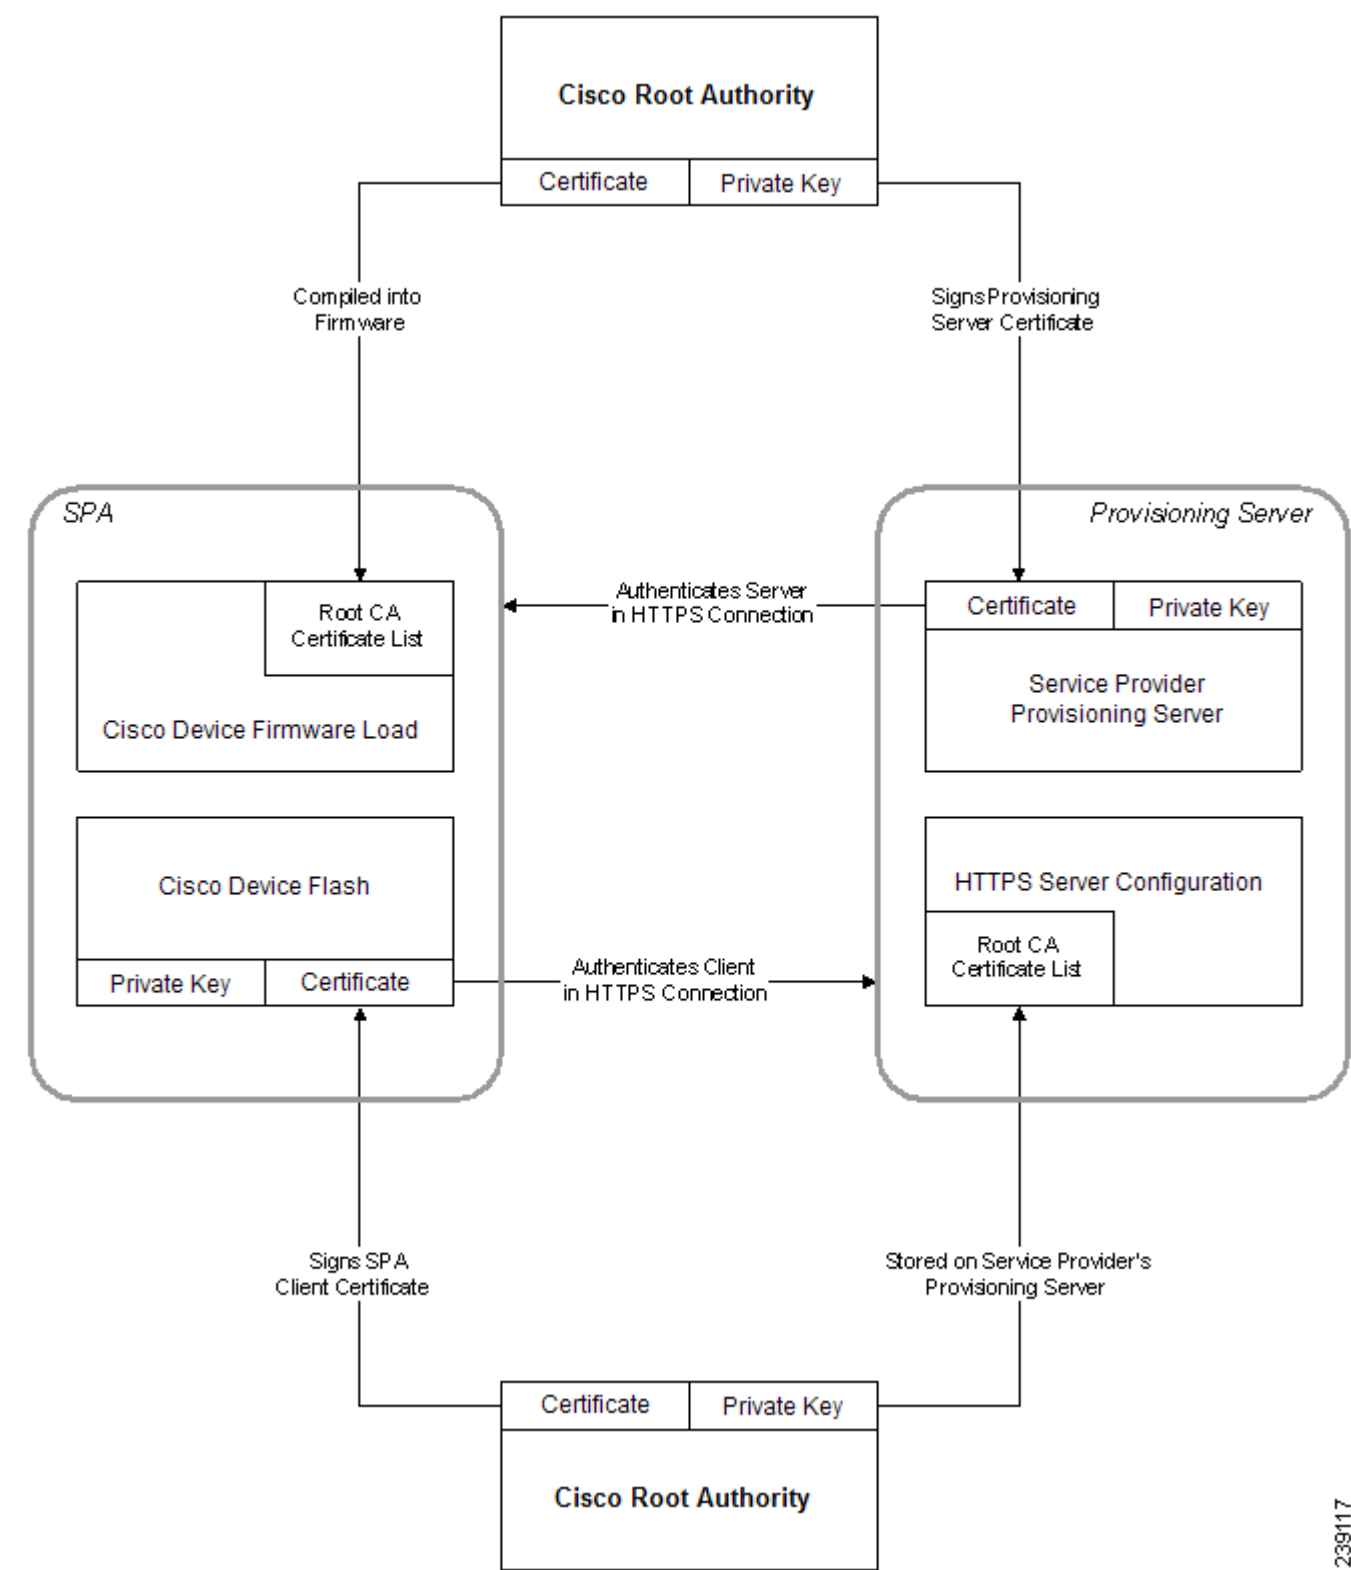 Cisco Root Authority
Certificate
Private Key
Compiled into
Firmware
Signs Provisioning
Server Certificate
SPA
Provisioning Server
Root CA
Certificate List
Cisco Device Firmware Load
Authenticates Server
in HTTPS Connection
Certificate
Private Key
Service Provider
Provisioning Server
Cisco Device Flash
Private Key
Certificate
Authenticates Client
in HTTPS Connection
HTTPS Server Configuration
Root CA
Certificate List
Signs SPA
Client Certificate
Stored on Service Provider's
Provisioning Server
Certificate
Private Key
Cisco Root Authority
239117